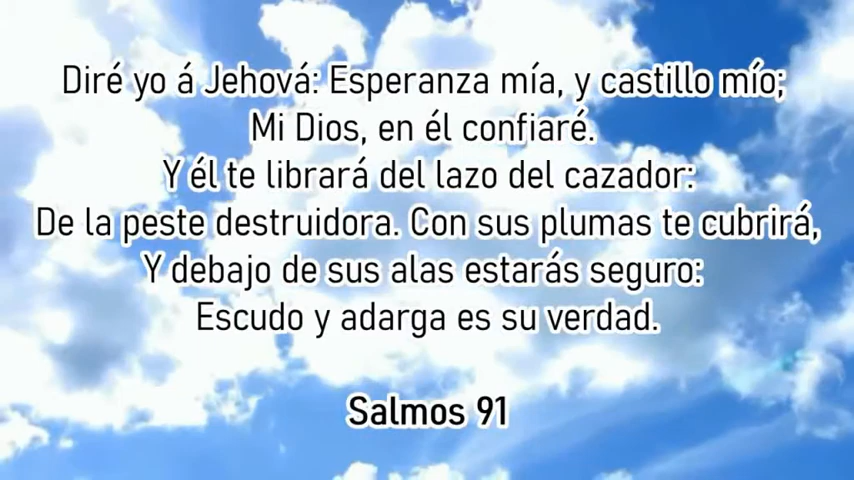 Diré yo á Jehová: Esperanza mía, y castillo mío;
Mi Dios, en él confiaré.
Y él te librará del lazo del cazador:
De la peste destruidora. Con sus plumas te cubrirá,
Y debajo de sus alas estarás seguro:
Escudo y adarga es su verdad.
Salmos 91